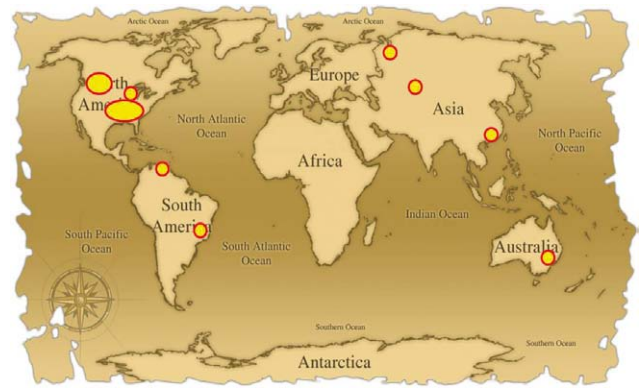 Arctic Ocean
Arctic Ocean
Europe
Asia
North Atlantic
Ocean
North Pacific
Ocean
Africa
South
America
Indian Ocean
South Pacific
Ocean
South Atlantic
Ocean
Australia
Southern Ocean
Southern Ocean
Antarctica